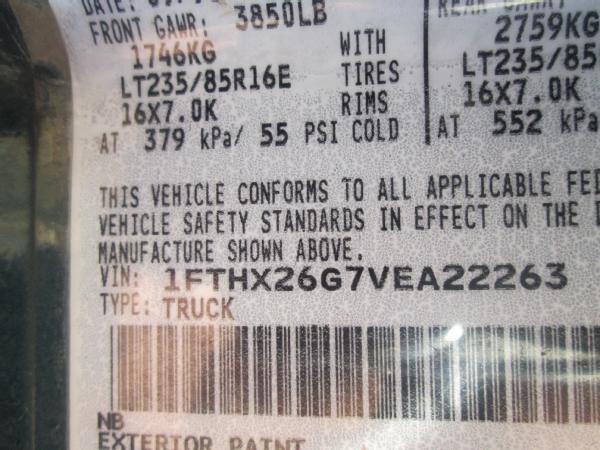 DATE:
FRONT GAWR: 3850LB
1746KG WITH 2759KG
LT235/85R16E TIRES LT235/85
16X7.0K RIMS 16X7.0K
AT 379 kPa/ 55 PSI COLD AT 552 kPa
THIS VEHICLE CONFORMS TO ALL APPLICABLE FED
VEHICLE SAFETY STANDARDS IN EFFECT ON THE D
MANUFACTURE SHOWN ABOVE.
VIN: 1FTHX26G7VEA22263
TYPE: TRUCK
NB
EXTERIOR PAINT